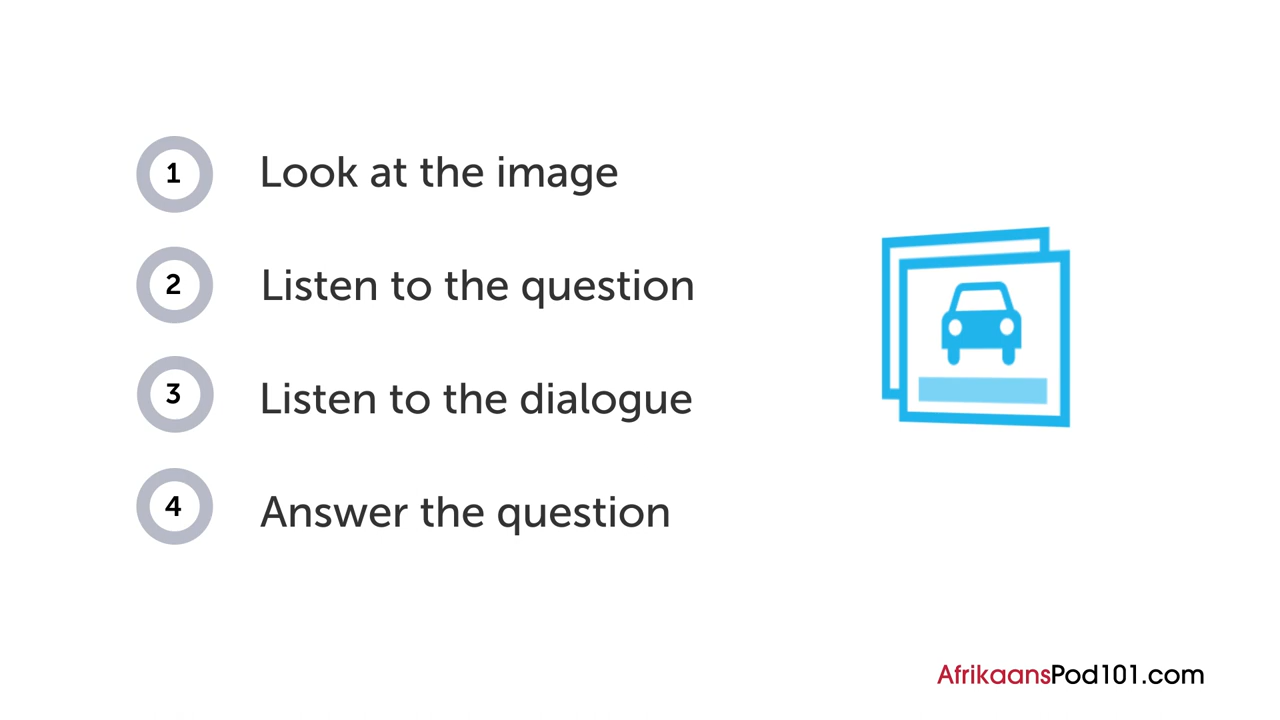 1 Look at the image
2 Listen to the question
3 Listen to the dialogue
4 Answer the question
AfrikaansPod101.com